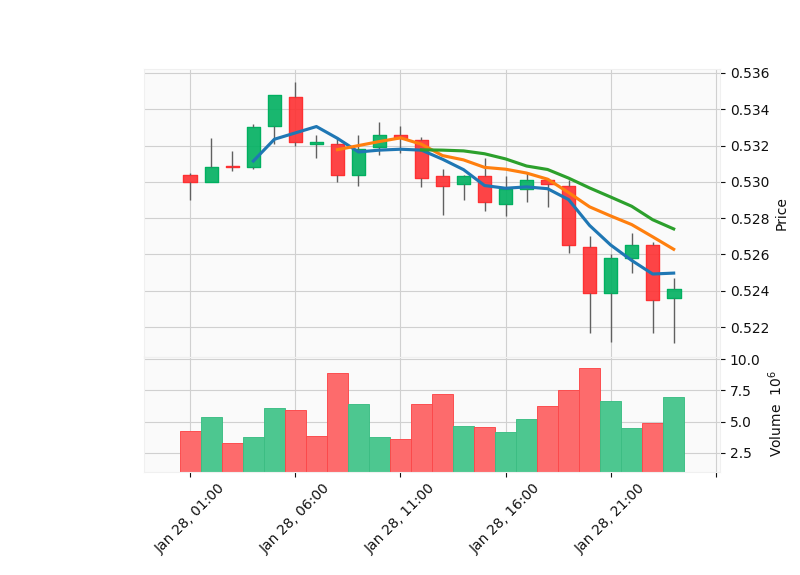 0.536
0.534
0.532
0.530
0.528
0.526
0.524
0.522
Price
10.0
7.5
5.0
2.5
Volume 10⁶
Jan 28, 01:00
Jan 28, 06:00
Jan 28, 11:00
Jan 28, 16:00
Jan 28, 21:00